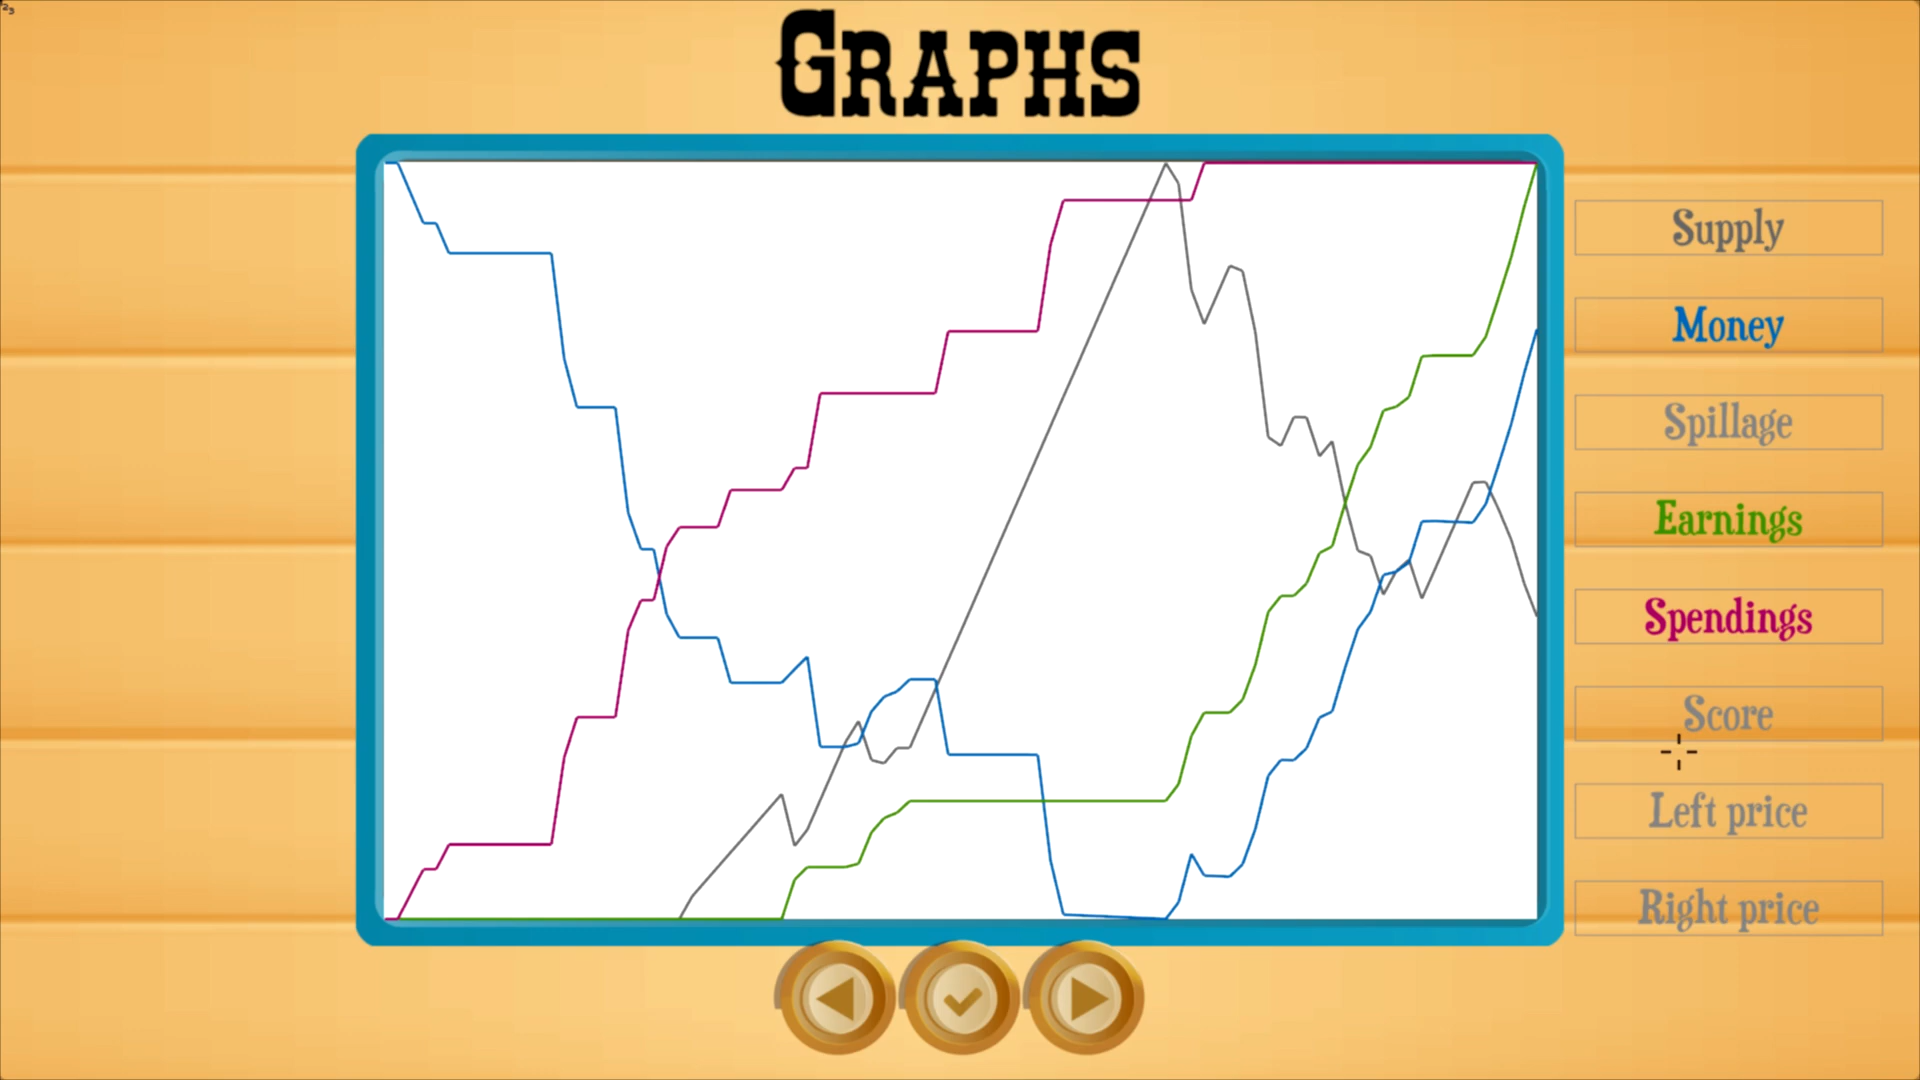 GRAPHS
Supply
Money
Spillage
Earnings
Spendings
Score
Left price
Right price